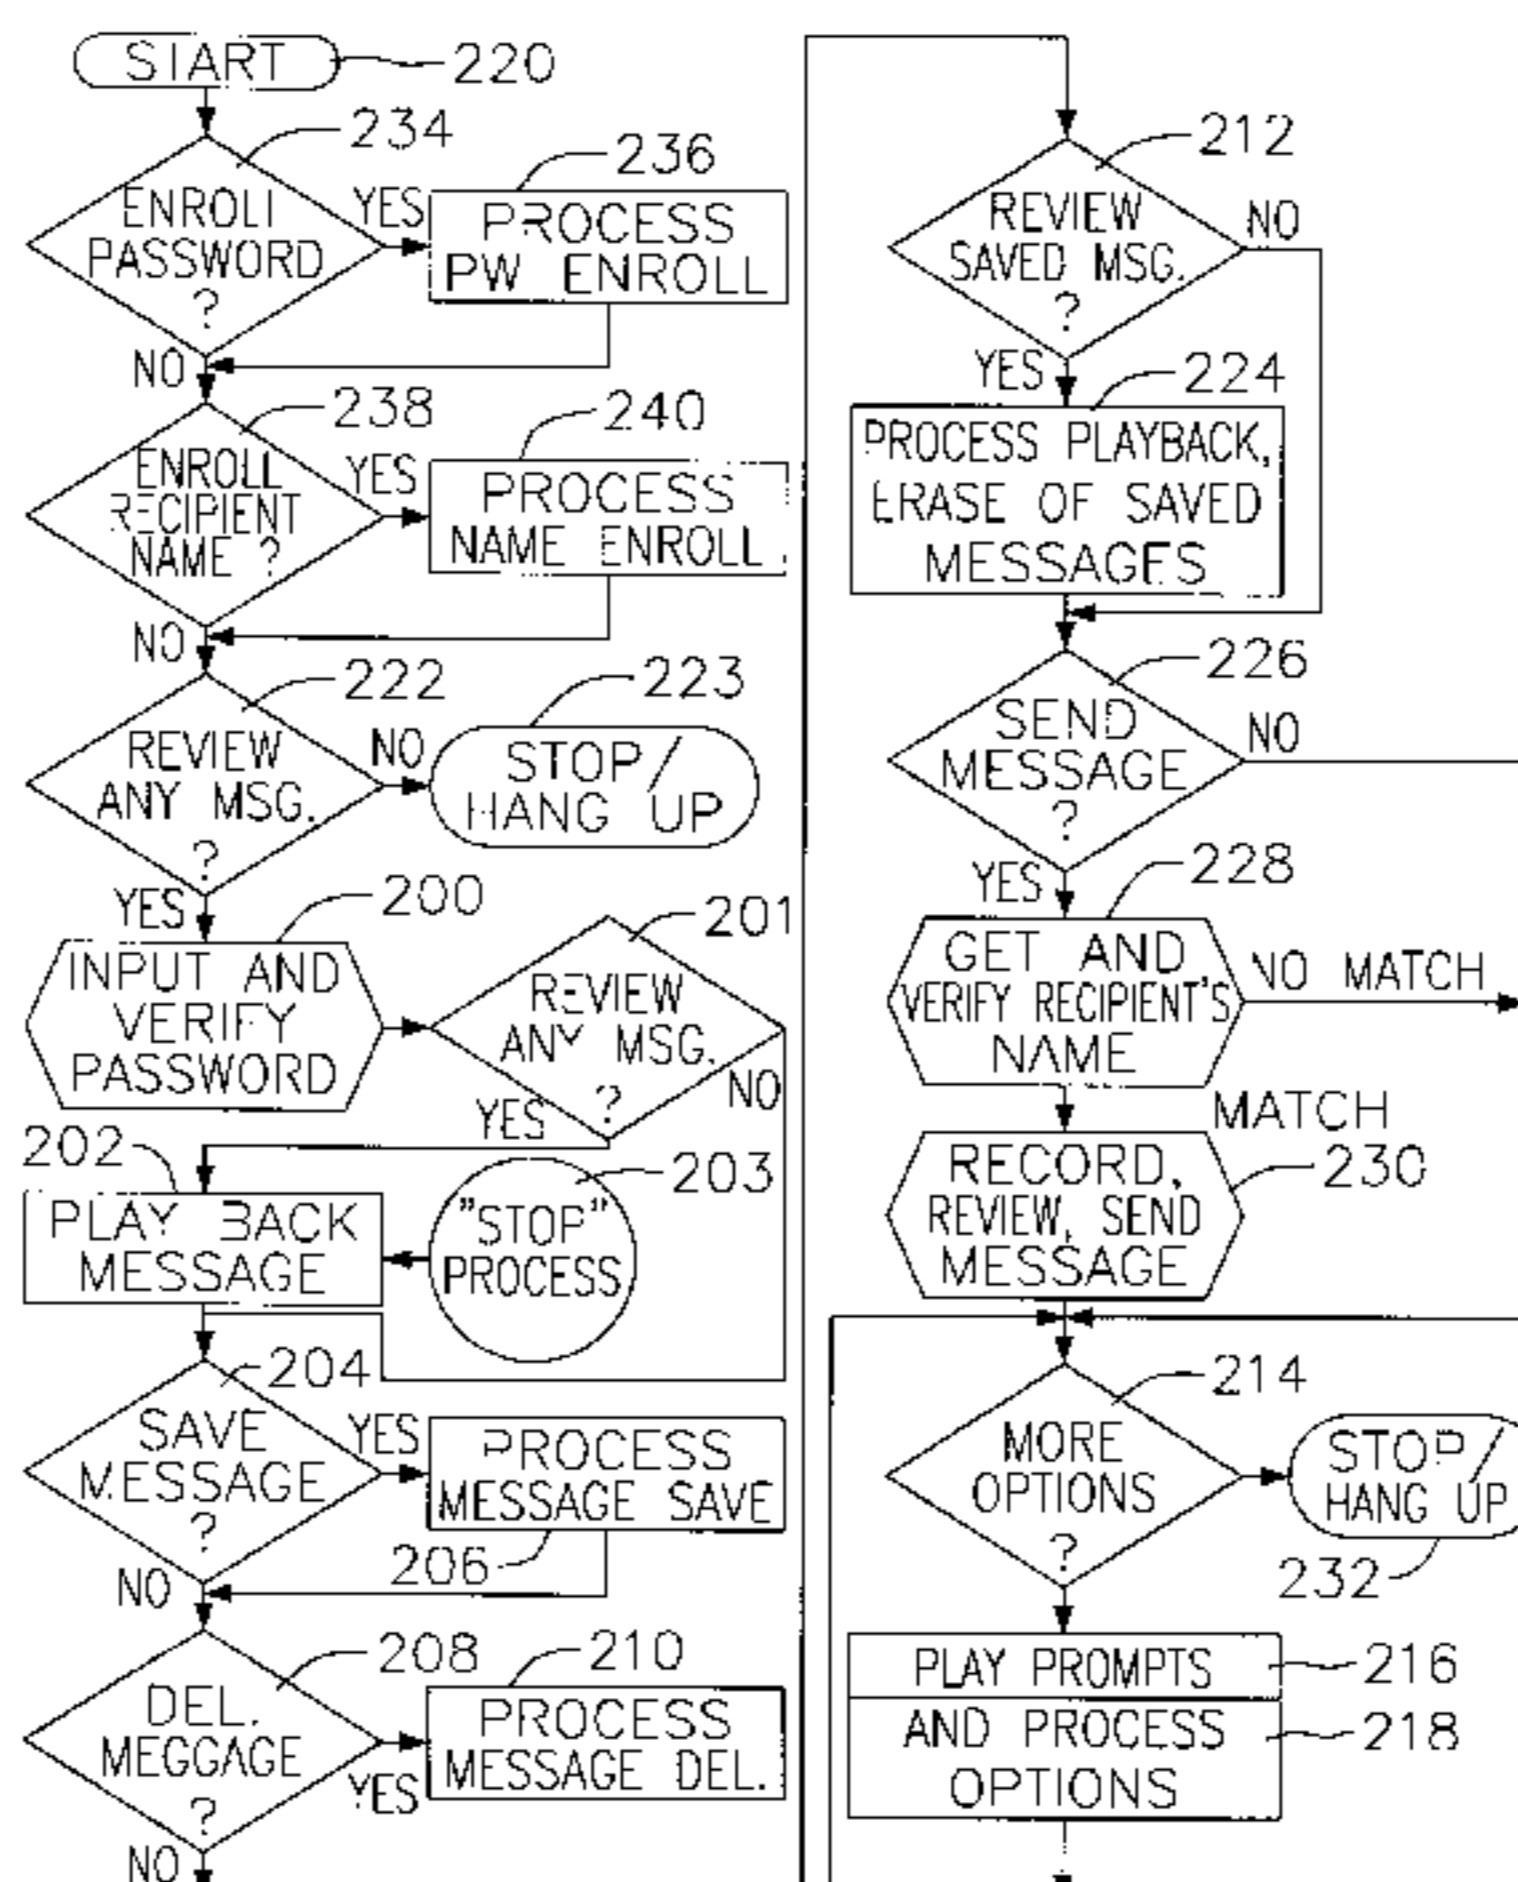 START
220
234
ENROLI
PASSWORD
?
YES
236
PROCESS
PW ENROLL
NO
238
ENROLL
RECIPIENT
NAME ?
YES
240
PROCESS
NAME ENROLL
NO
222
REVIEW
ANY MSG.
?
NO
223
STOP/
HANG UP
YES
200
INPUT AND
VERIFY
PASSWORD
201
REVIEW
ANY MSG.
?
NO
YES
202
PLAY BACK
MESSAGE
203
"STOP"
PROCESS
204
SAVE
MESSAGE
?
YES
PROCESS
MESSAGE SAVE
206
NO
208
DEL.
MEGGAGE
?
YES
210
PROCESS
MESSAGE DEL.
NO
212
REVIEW
SAVED MSG.
?
NO
YES
224
PROCESS PLAYBACK,
ERASE OF SAVED
MESSAGES
226
SEND
MESSAGE
?
NO
YES
228
GET AND
VERIFY RECIPIENT'S
NAME
NO MATCH
MATCH
230
RECORD,
REVIEW, SEND
MESSAGE
214
MORE
OPTIONS
?
STOP/
HANG UP
232
PLAY PROMPTS
216
AND PROCESS
OPTIONS
218